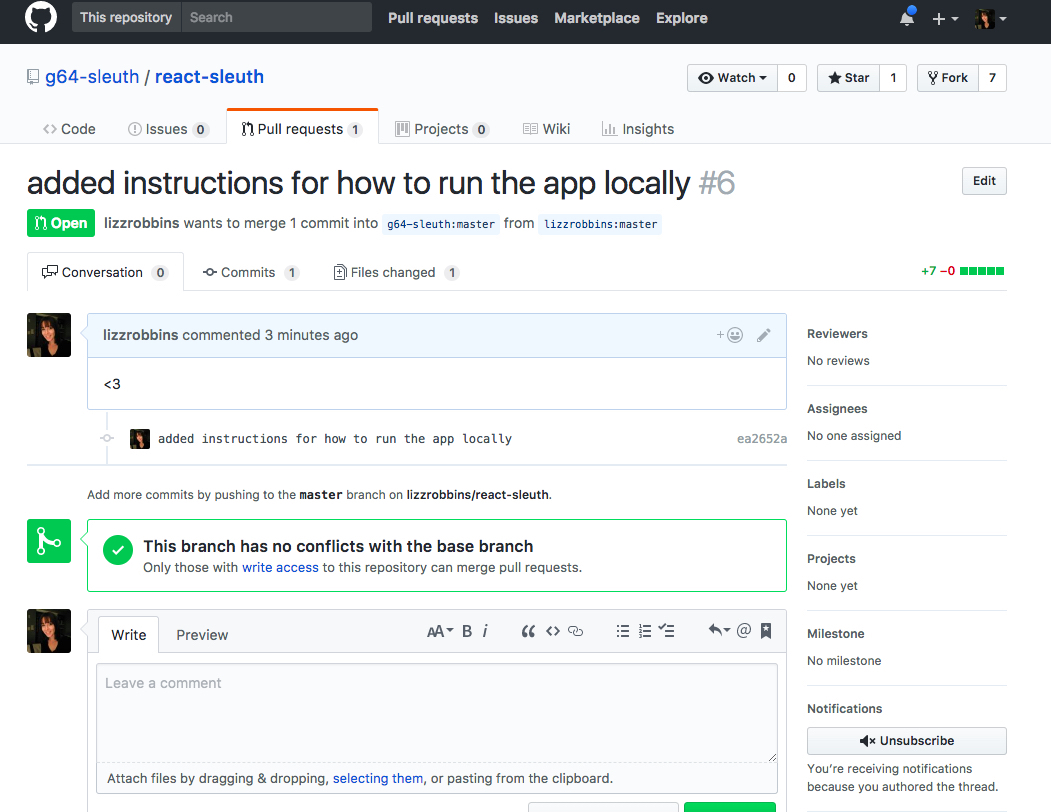 This repository Search Pull requests Issues Marketplace Explore
g64-sleuth / react-sleuth Watch 0 Star 1 Fork 7
Code Issues 0 Pull requests 1 Projects 0 Wiki Insights
added instructions for how to run the app locally #6 Edit
Open lizzrobbins wants to merge 1 commit into g64-sleuth:master from lizzrobbins:master
Conversation 0 Commits 1 Files changed 1 +7 −0
lizzrobbins commented 3 minutes ago
<3
added instructions for how to run the app locally ea2652a
Add more commits by pushing to the master branch on lizzrobbins/react-sleuth.
This branch has no conflicts with the base branch
Only those with write access to this repository can merge pull requests.
Write Preview AA B i @
Leave a comment
Attach files by dragging & dropping, selecting them, or pasting from the clipboard.
Reviewers
No reviews
Assignees
No one assigned
Labels
None yet
Projects
None yet
Milestone
No milestone
Notifications
Unsubscribe
You're receiving notifications
because you authored the thread.